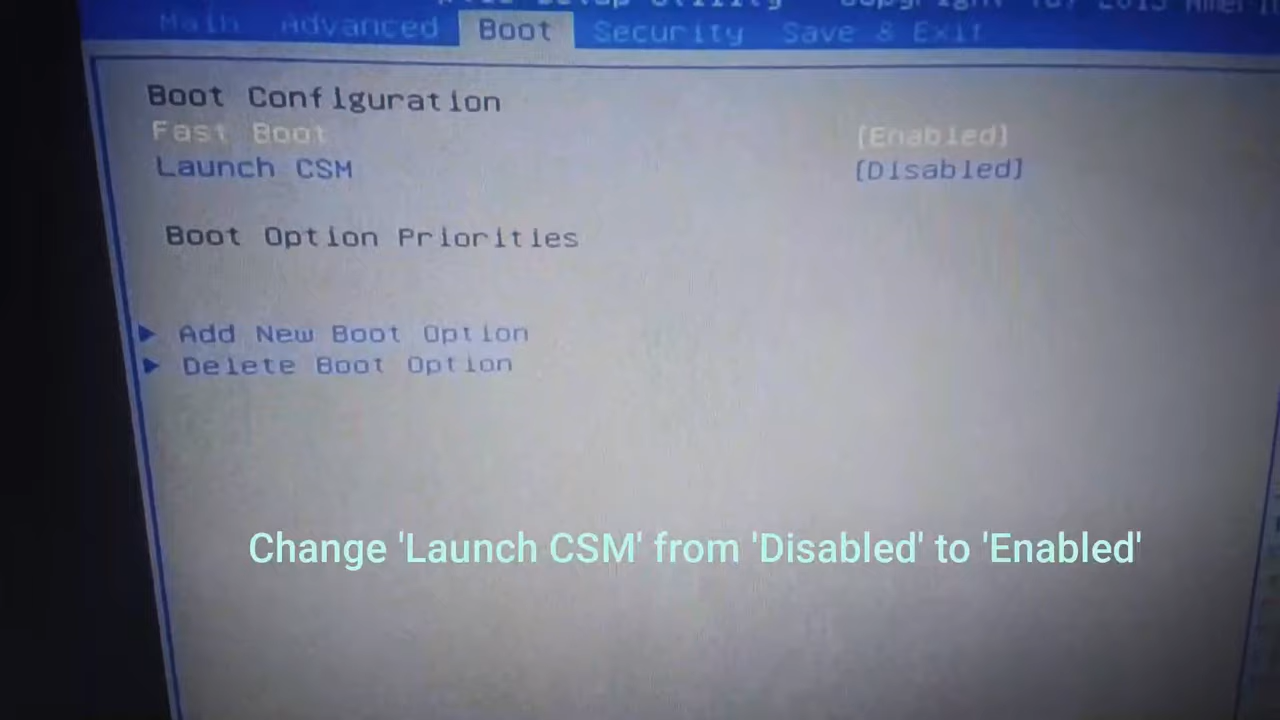 Main Advanced Boot Security Save & Exit
Boot Configuration
Fast Boot [Enabled]
Launch CSM [Disabled]
Boot Option Priorities
Add New Boot Option
Delete Boot Option
Change 'Launch CSM' from 'Disabled' to 'Enabled'